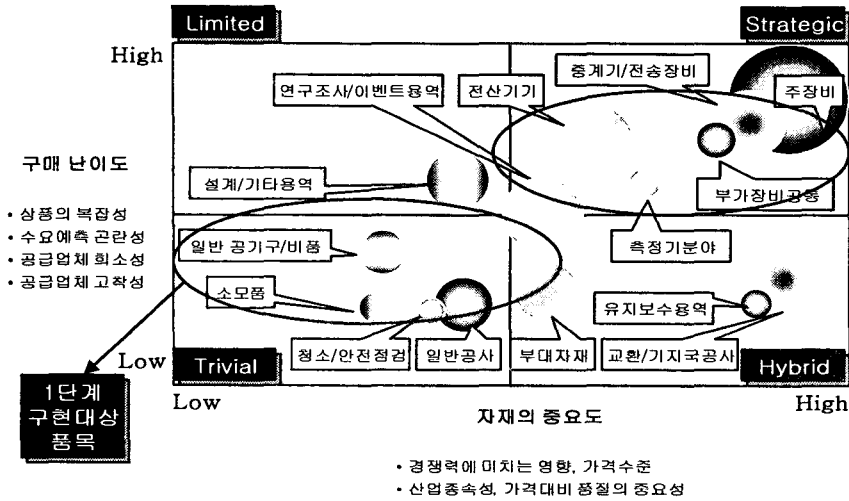 Limited
Strategic
High
중계기/전송장비
연구조사/이벤트용역
전산기기
주장비
구매 난이도
설계/기타용역
부가장비공통
• 상품의 복잡성
• 수요예측 곤란성
• 공급업체 희소성
• 공급업체 고착성
일반 공기구/비품
측정기분야
소모품
유지보수용역
청소/안전점검
일반공사
부대자재
교환/기지국공사
Low
Trivial
Hybrid
1단계
구현대상
품목
Low
High
자재의 중요도
• 경쟁력에 미치는 영향, 가격수준
• 산업종속성, 가격대비 품질의 중요성